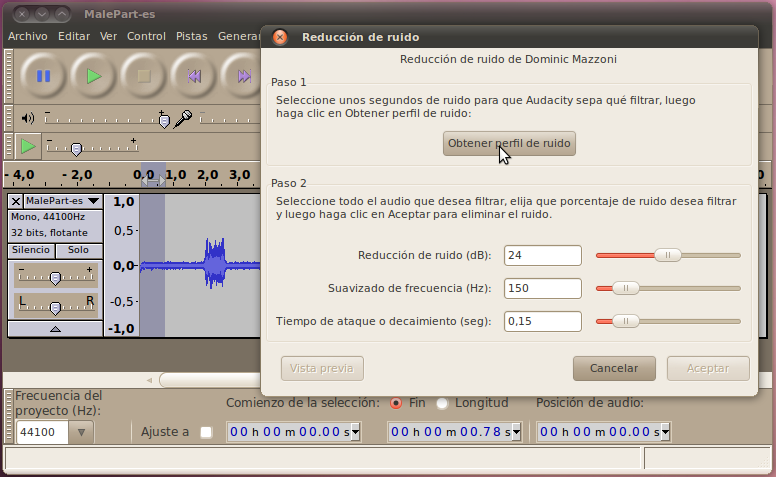 MalePart-es
Archivo Editar Ver Control Pistas Generar
Reducción de ruido
Reducción de ruido de Dominic Mazzoni
Paso 1
Seleccione unos segundos de ruido para que Audacity sepa qué filtrar, luego
haga clic en Obtener perfil de ruido:
Obtener perfil de ruido
Paso 2
Seleccione todo el audio que desea filtrar, elija que porcentaje de ruido desea filtrar
y luego haga clic en Aceptar para eliminar el ruido.
Reducción de ruido (dB): 24
Suavizado de frecuencia (Hz): 150
Tiempo de ataque o decaimiento (seg): 0,15
Vista previa Cancelar Aceptar
- 4,0 - 2,0 0,0 1,0 2,0 3,0
9,0
MalePart-es
Mono, 44100Hz
32 bits, flotante
Silencio Solo
- +
L R
1,0
0,5-
0,0-
-0,5-
-1,0
Frecuencia del
proyecto (Hz):
44100
Ajuste a
Comienzo de la selección: Fin Longitud Posición de audio:
00 h 00 m 00.00 s 00 h 00 m 00.78 s 00 h 00 m 00.00 s